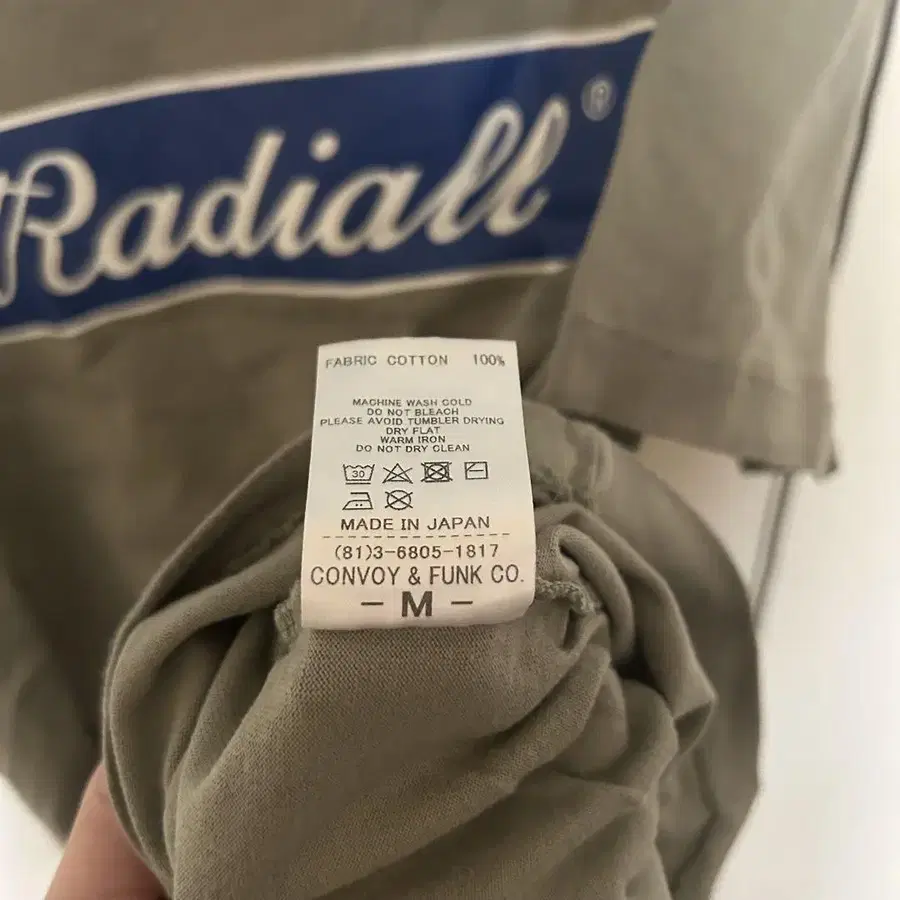 Radiall®
FABRIC COTTON 100%
MACHINE WASH COLD
DO NOT BLEACH
PLEASE AVOID TUMBLER DRYING
DRY FLAT
WARM IRON
DO NOT DRY CLEAN
30
MADE IN JAPAN
(81)3-6805-1817
CONVOY & FUNK CO.
- M -